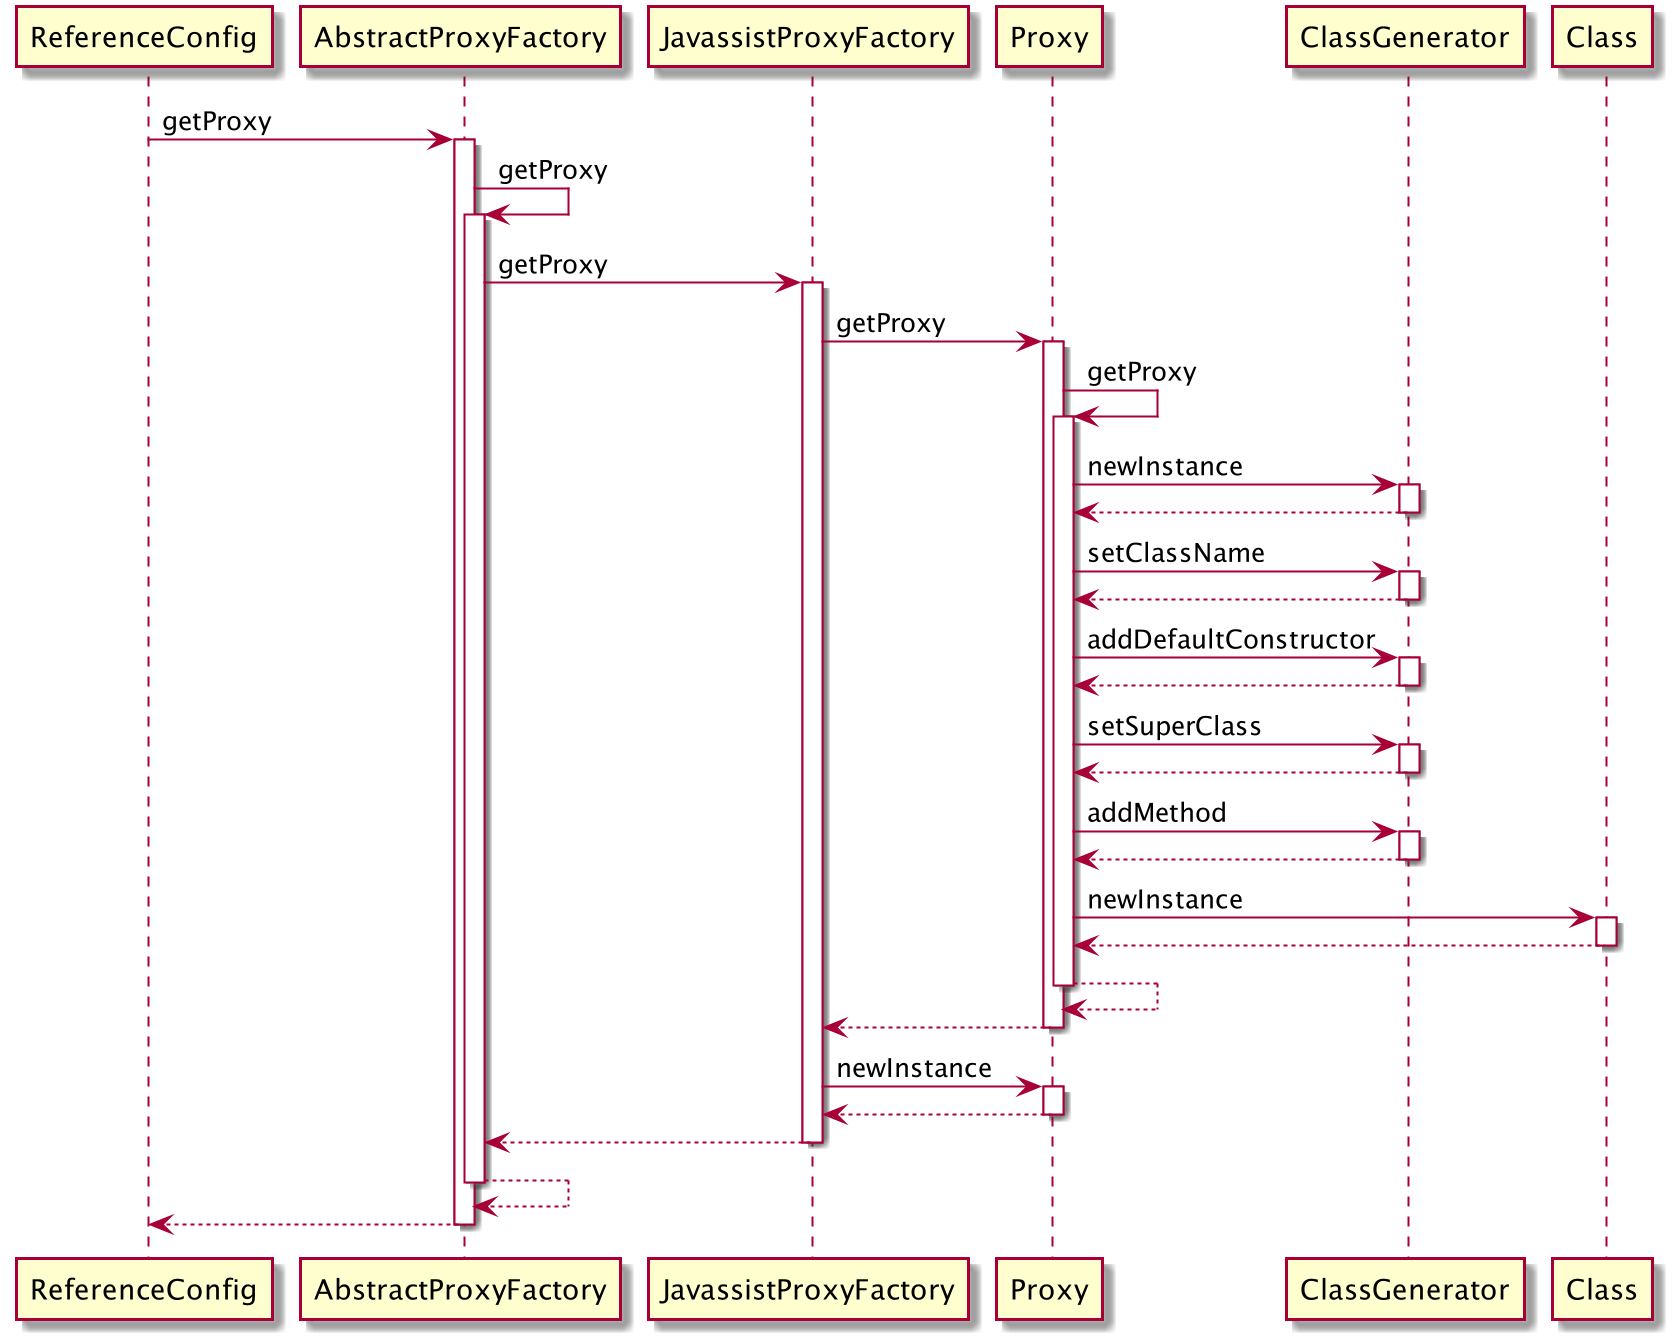 ReferenceConfig
AbstractProxyFactory
JavassistProxyFactory
Proxy
ClassGenerator
Class
getProxy
getProxy
getProxy
getProxy
getProxy
newInstance
setClassName
addDefaultConstructor
setSuperClass
addMethod
newInstance
newInstance
ReferenceConfig
AbstractProxyFactory
JavassistProxyFactory
Proxy
ClassGenerator
Class